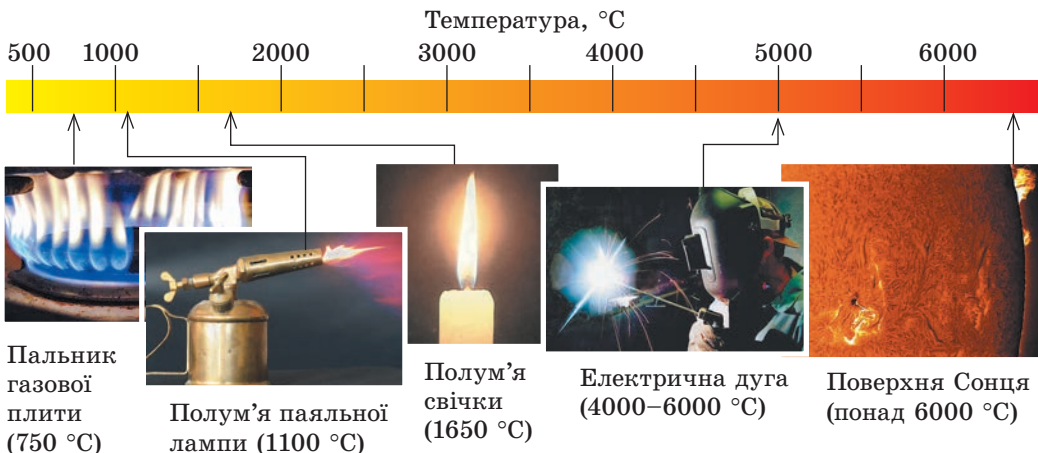 Температура, °C
500 1000 2000 3000 4000 5000 6000
Пальник
газової
плити
(750 °C)
Полум'я паяльної
лампи (1100 °C)
Полум'я
свічки
(1650 °C)
Електрична дуга
(4000–6000 °C)
Поверхня Сонця
(понад 6000 °C)